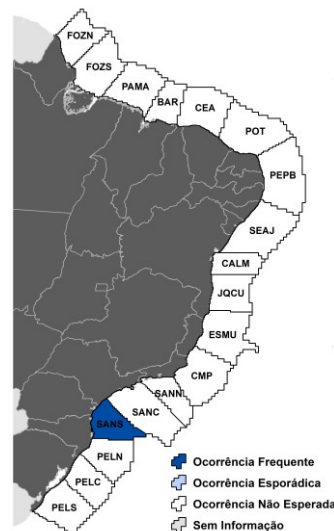 FOZN
FOZS
PAMA
BAR
CEA
POT
PEPB
SEAJ
CALM
JQCU
ESMU
CMP
SANN
SANC
SANS
PELN
PELC
PELS
Ocorrência Frequente
Ocorrência Esporádica
Ocorrência Não Esperada
Sem Informação